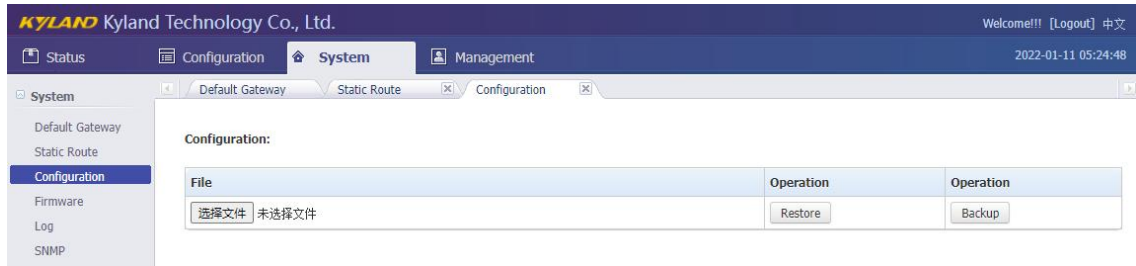 KYLAND Kyland Technology Co., Ltd.
Welcome!!! [Logout] 中文
Status Configuration System Management 2022-01-11 05:24:48
System
Default Gateway Static Route Configuration
Default Gateway
Static Route
Configuration
Firmware
Log
SNMP
Configuration:
File Operation Operation
选择文件 未选择文件 Restore Backup